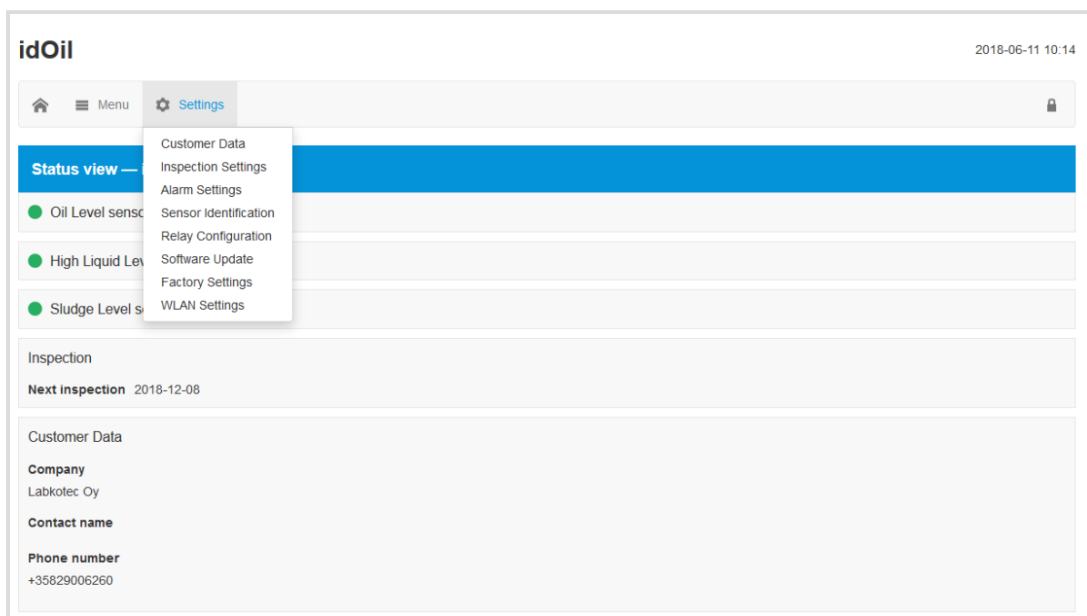 idOil
2018-06-11 10:14
Menu Settings
Customer Data
Inspection Settings
Alarm Settings
Sensor Identification
Relay Configuration
Software Update
Factory Settings
WLAN Settings
Status view —
Oil Level
High Liquid
Sludge Level
Inspection
Next inspection 2018-12-08
Customer Data
Company
Labkotec Oy
Contact name
Phone number
+35829006260